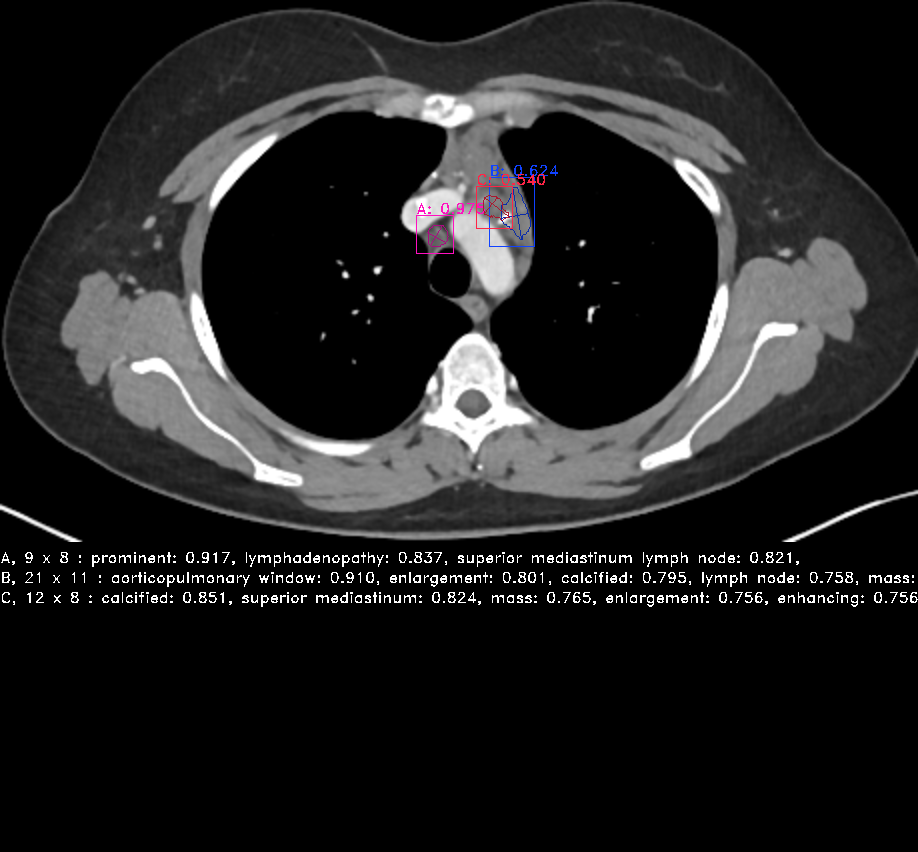 B: 0.624
C: 0.540
A: 0.975
A, 9 x 8 : prominent: 0.917, lymphadenopathy: 0.837, superior mediastinum lymph node: 0.821,
B, 21 x 11 : aorticopulmonary window: 0.910, enlargement: 0.801, calcified: 0.795, lymph node: 0.758, mass:
C, 12 x 8 : calcified: 0.851, superior mediastinum: 0.824, mass: 0.765, enlargement: 0.756, enhancing: 0.756